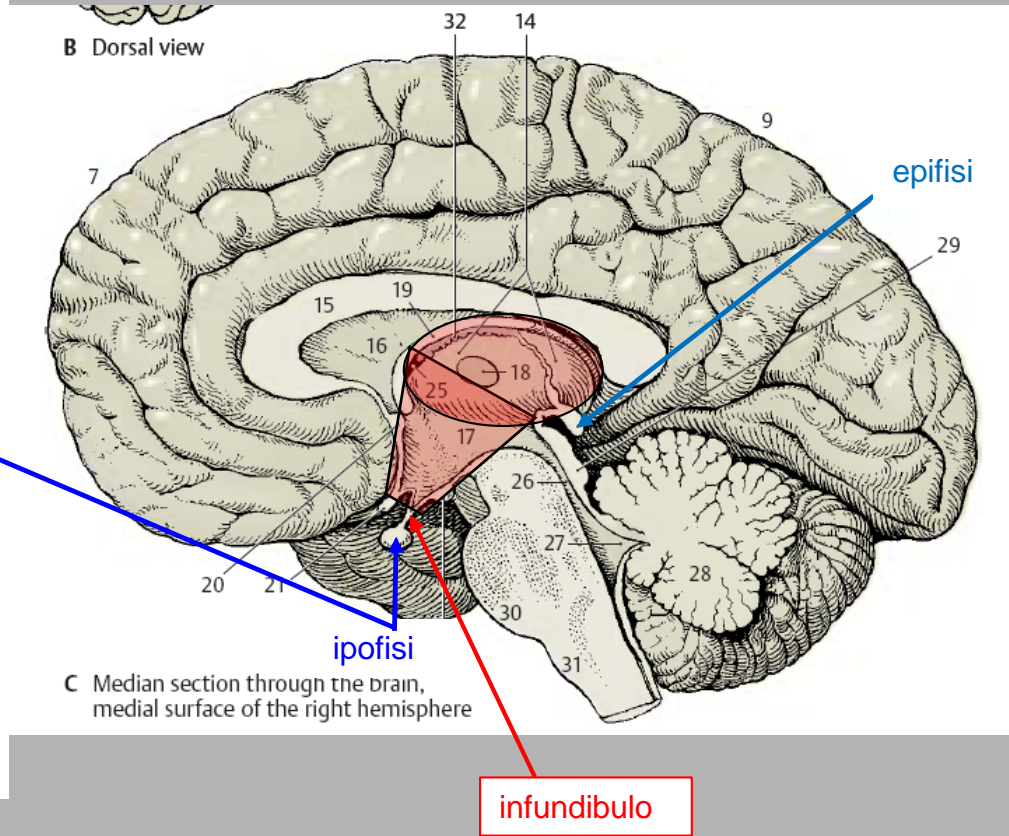 B Dorsal view
32 14
9
7
epifisi
29
15
19
16
18
25
17
26
27
28
20
21
30
31
ipofisi
C Median section through the brain,
medial surface of the right hemisphere
infundibulo